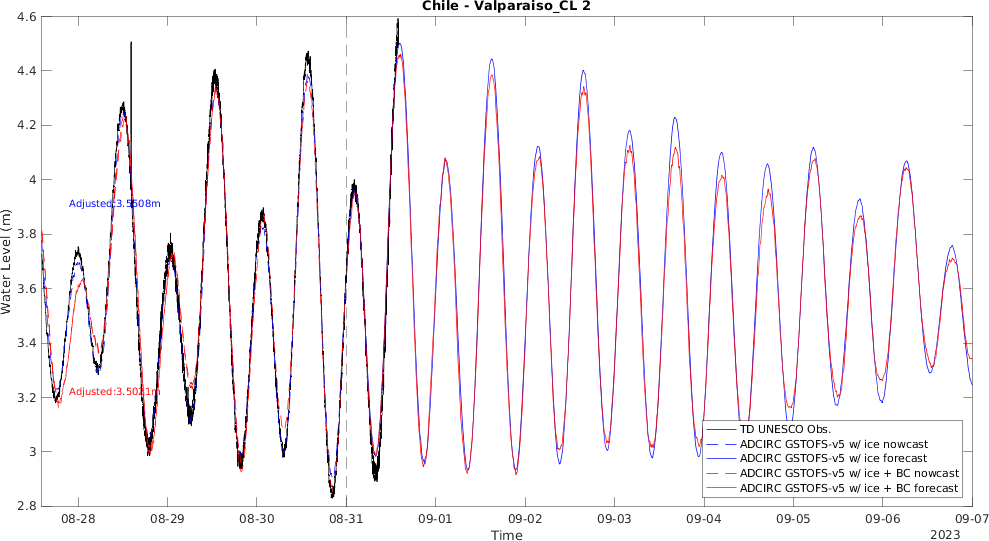 Chile - Valparaiso_CL 2
4.6
4.4
4.2
4
3.8
3.6
3.4
3.2
3
2.8
Water Level (m)
Adjusted:3.5508m
Adjusted:3.5021m
TD UNESCO Obs.
ADCIRC GSTOFS-v5 w/ ice nowcast
ADCIRC GSTOFS-v5 w/ ice forecast
ADCIRC GSTOFS-v5 w/ ice + BC nowcast
ADCIRC GSTOFS-v5 w/ ice + BC forecast
08-28 08-29 08-30 08-31 09-01 09-02 09-03 09-04 09-05 09-06 09-07
Time
2023